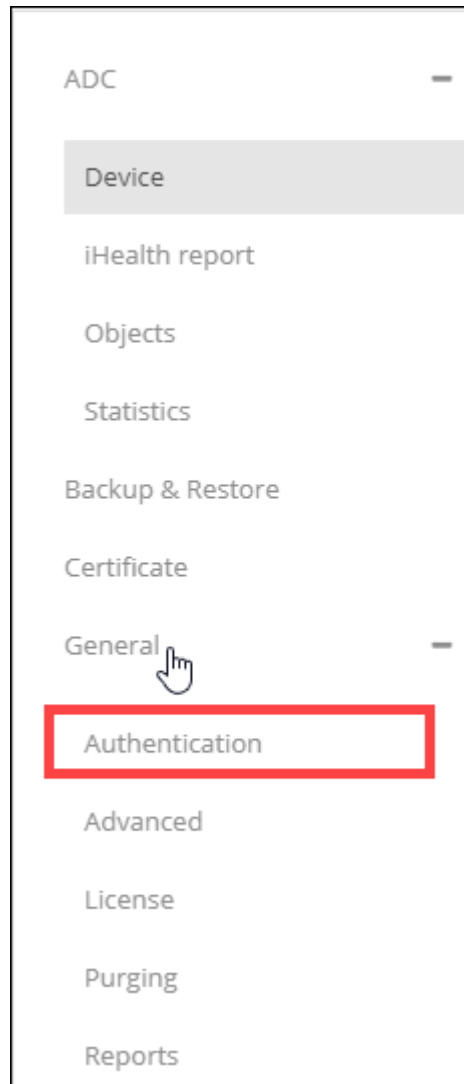 ADC
Device
iHealth report
Objects
Statistics
Backup & Restore
Certificate
General
Authentication
Advanced
License
Purging
Reports